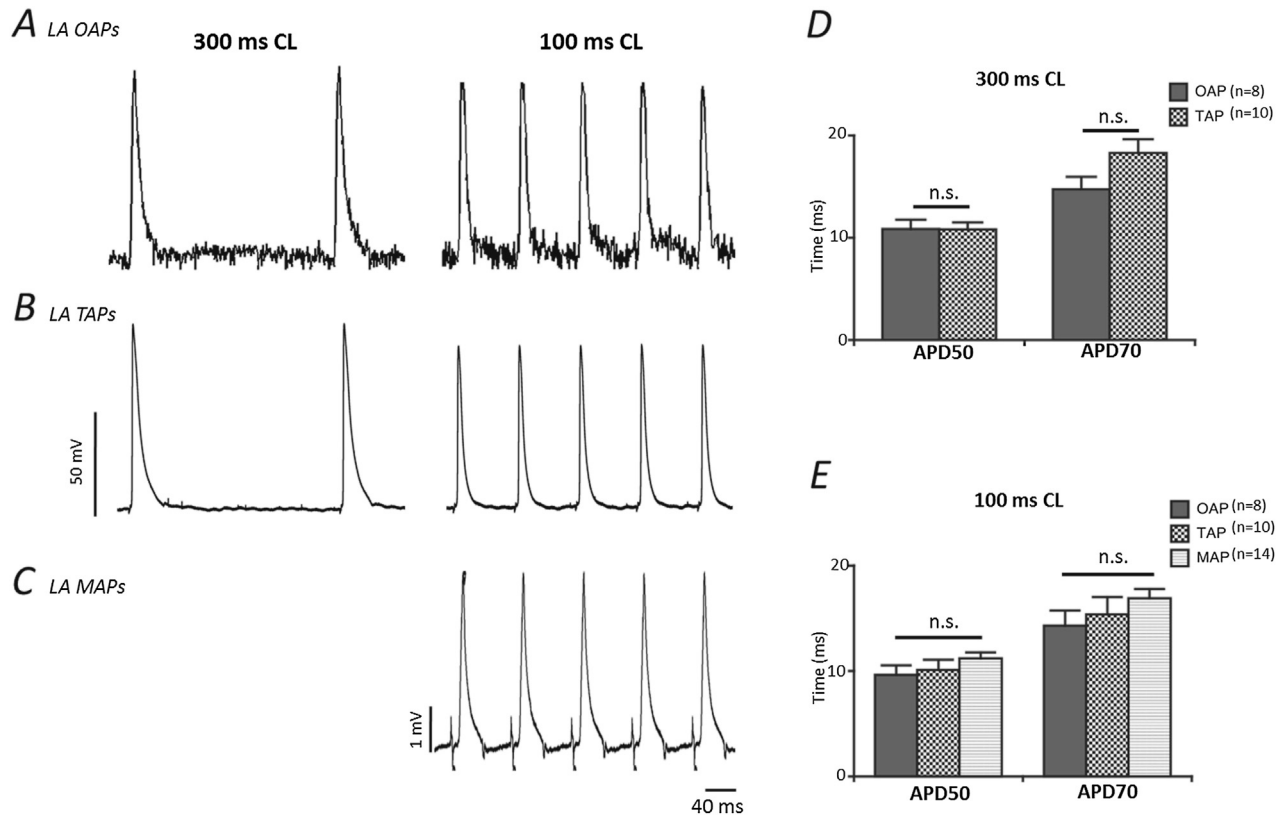 A LA OAPs
300 ms CL
100 ms CL
B LA TAPs
50 mV
C LA MAPs
1 mV
40 ms
D
300 ms CL
OAP (n=8)
TAP (n=10)
n.s.
n.s.
20
10
0
Time (ms)
APD50
APD70
E
100 ms CL
OAP (n=8)
TAP (n=10)
MAP (n=14)
n.s.
n.s.
20
10
0
Time (ms)
APD50
APD70